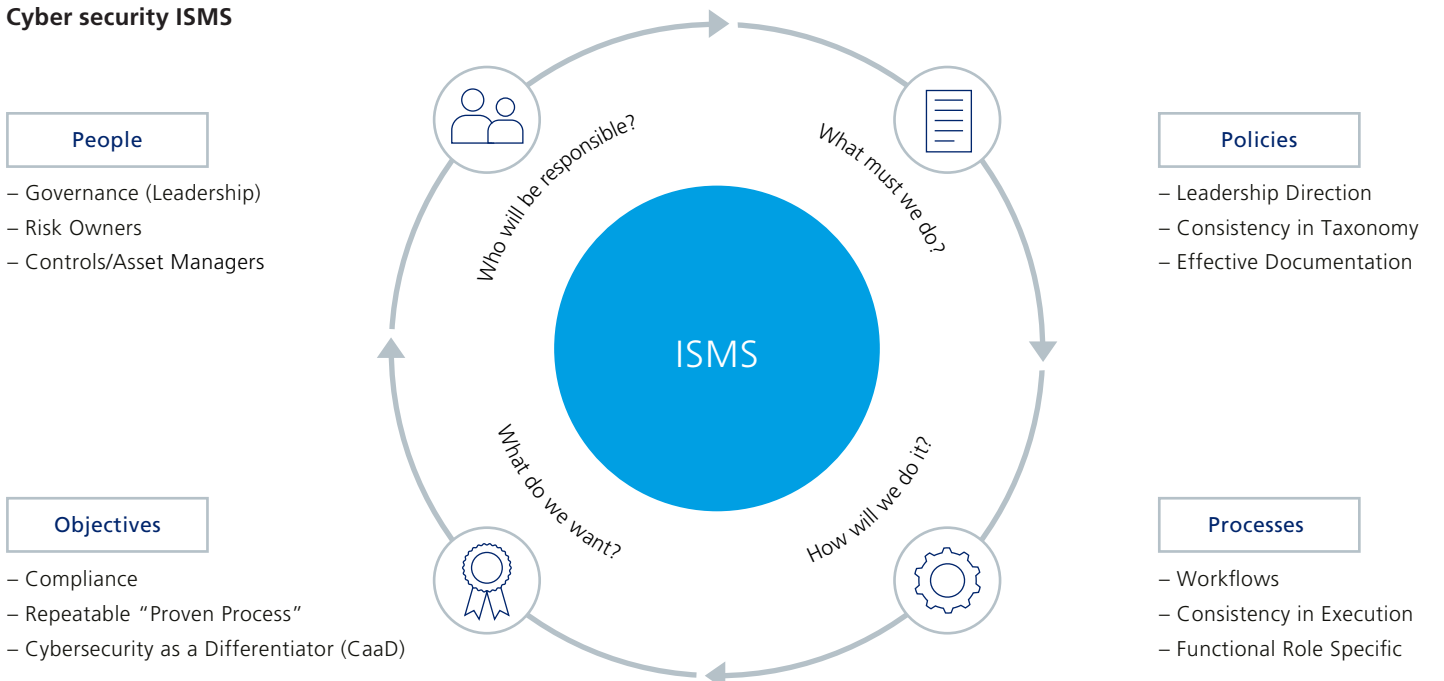 Cyber security ISMS
People
– Governance (Leadership)
– Risk Owners
– Controls/Asset Managers
Who will be responsible?
What must we do?
Policies
– Leadership Direction
– Consistency in Taxonomy
– Effective Documentation
ISMS
Objectives
– Compliance
– Repeatable “Proven Process”
– Cybersecurity as a Differentiator (CaaD)
What do we want?
How will we do it?
Processes
– Workflows
– Consistency in Execution
– Functional Role Specific